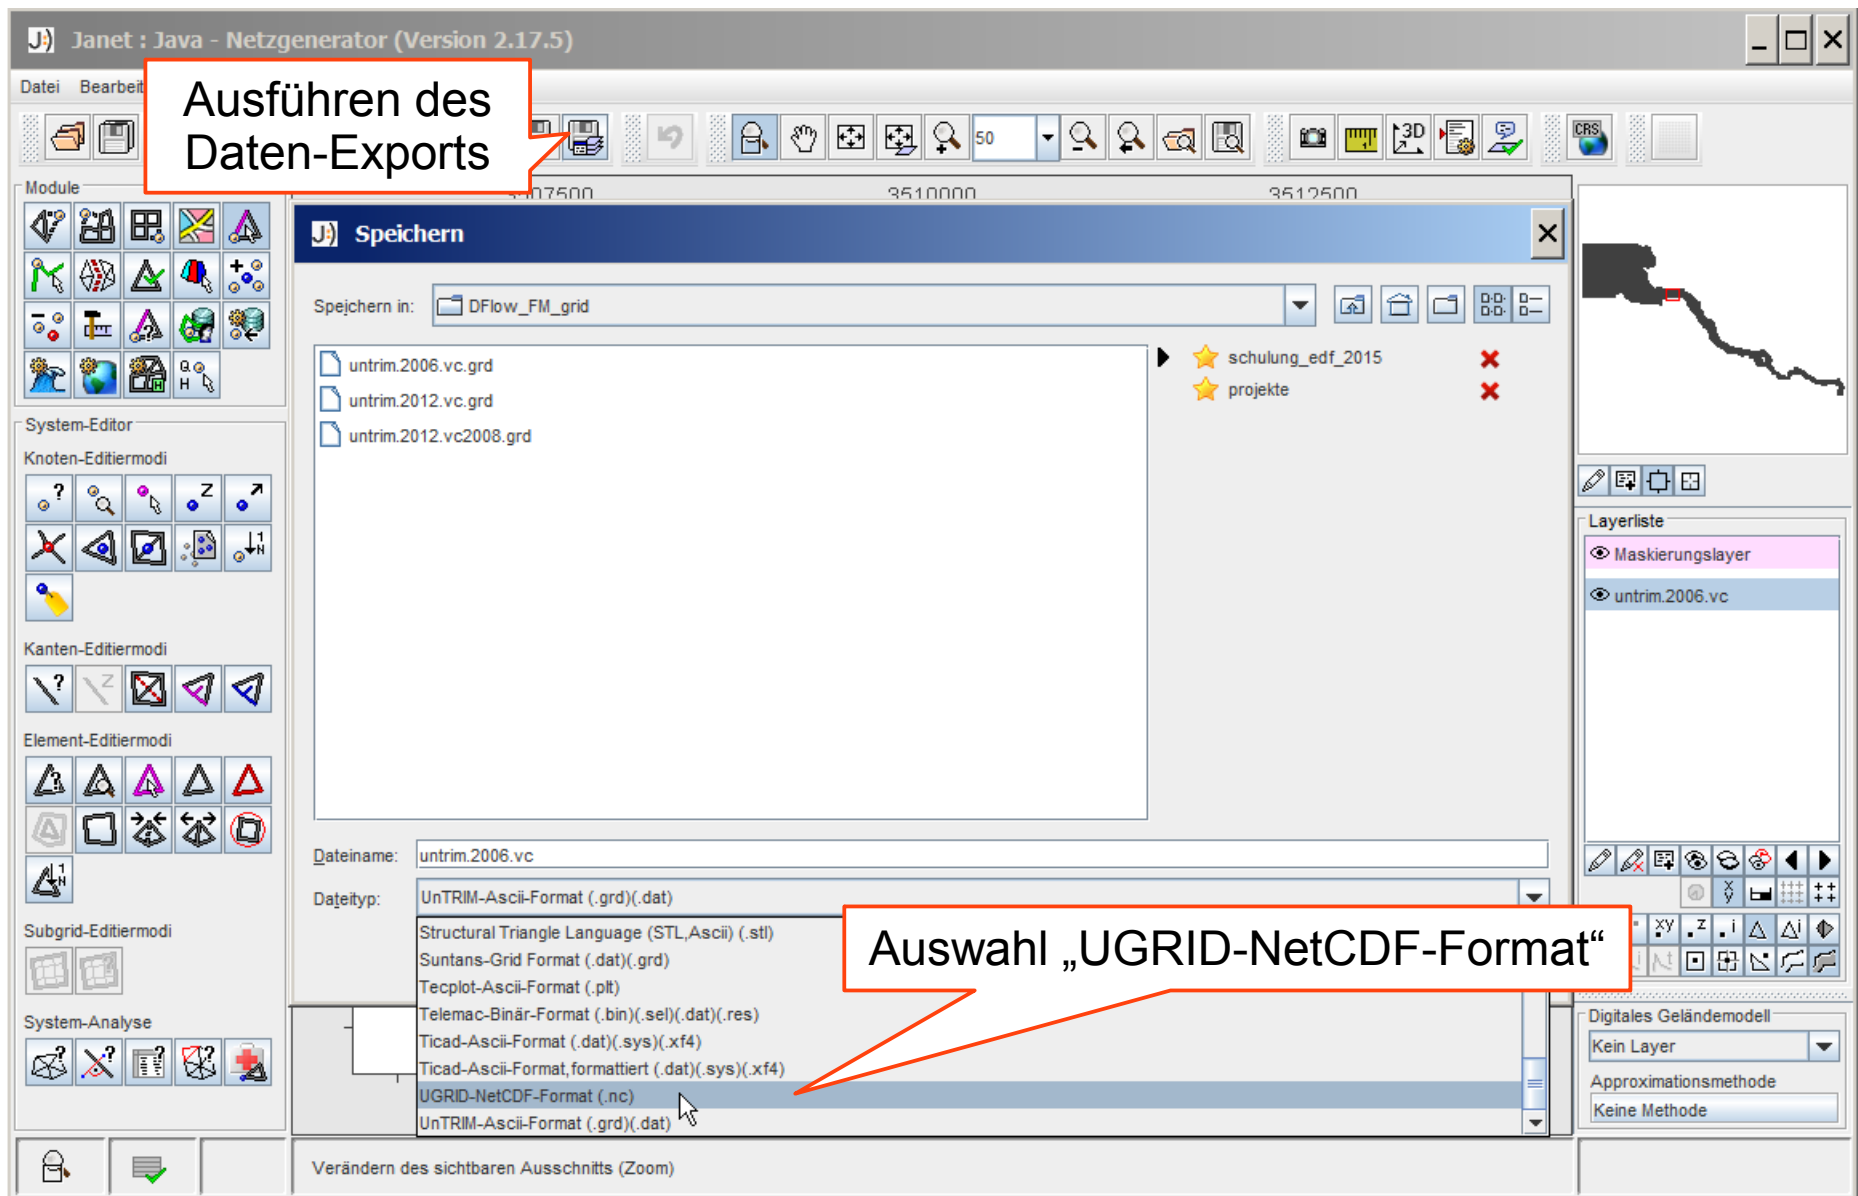 Janet : Java - Netzgenerator (Version 2.17.5)
Datei Bearbeit
Ausführen des
Daten-Exports
50
3D
CRS
Module
3507500 3510000 3512500
Speichern
Speichern in: DFlow_FM_grid
untrim.2006.vc.grd
untrim.2012.vc.grd
untrim.2012.vc2008.grd
schulung_edf_2015
projekte
System-Editor
Knoten-Editiermodi
Kanten-Editiermodi
Element-Editiermodi
Subgrid-Editiermodi
System-Analyse
Dateiname: untrim.2006.vc
Dateityp: UnTRIM-Ascii-Format (.grd)(.dat)
Structural Triangle Language (STL,Ascii) (.stl)
Suntans-Grid Format (.dat)(.grd)
Tecplot-Ascii-Format (.plt)
Telemac-Binär-Format (.bin)(.sel)(.dat)(.res)
Ticad-Ascii-Format (.dat)(.sys)(.xf4)
Ticad-Ascii-Format,formattiert (.dat)(.sys)(.xf4)
UGRID-NetCDF-Format (.nc)
UnTRIM-Ascii-Format (.grd)(.dat)
Auswahl „UGRID-NetCDF-Format“
Layerliste
Maskierungslayer
untrim.2006.vc
Digitales Geländemodell
Kein Layer
Approximationsmethode
Keine Methode
Verändern des sichtbaren Ausschnitts (Zoom)